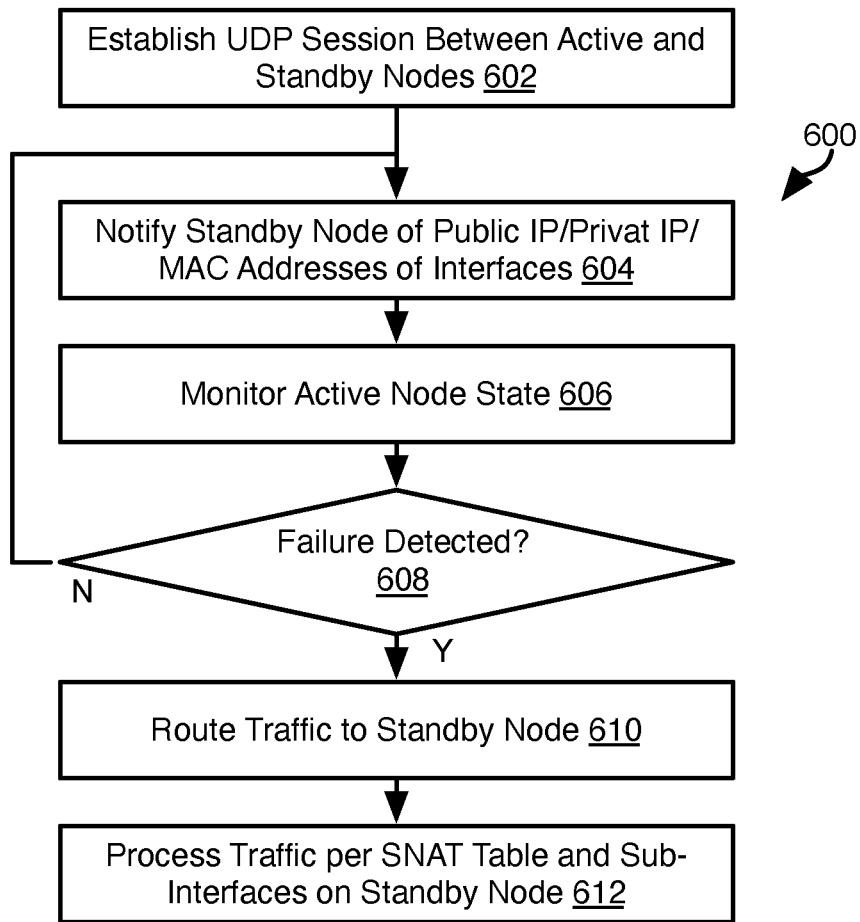 Establish UDP Session Between Active and
Standby Nodes 602
600
Notify Standby Node of Public IP/Privat IP/
MAC Addresses of Interfaces 604
Monitor Active Node State 606
Failure Detected?
608
N
Y
Route Traffic to Standby Node 610
Process Traffic per SNAT Table and Sub-
Interfaces on Standby Node 612